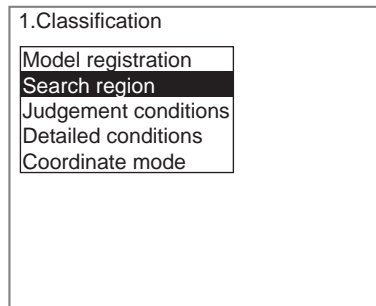 1.Classification
Model registration
Search region
Judgement conditions
Detailed conditions
Coordinate mode